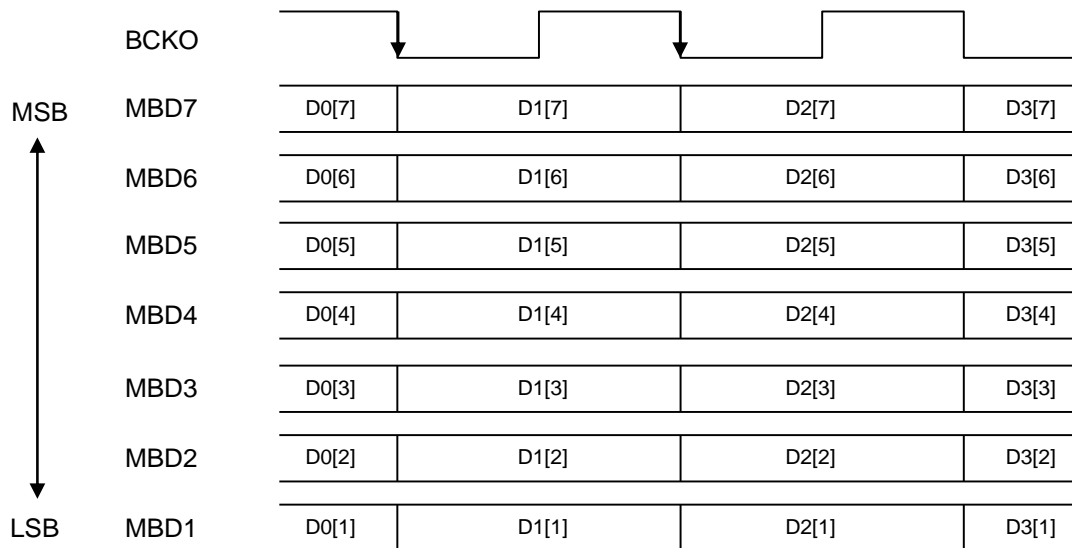 BCKO
MSB MBD7 D0[7] D1[7] D2[7] D3[7]
MBD6 D0[6] D1[6] D2[6] D3[6]
MBD5 D0[5] D1[5] D2[5] D3[5]
MBD4 D0[4] D1[4] D2[4] D3[4]
MBD3 D0[3] D1[3] D2[3] D3[3]
MBD2 D0[2] D1[2] D2[2] D3[2]
LSB MBD1 D0[1] D1[1] D2[1] D3[1]